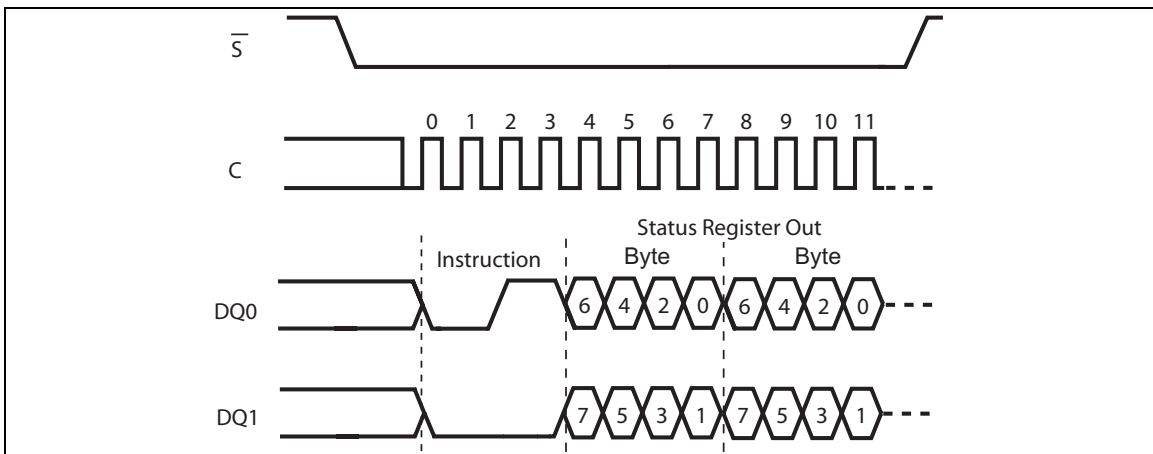 S
0 1 2 3 4 5 6 7 8 9 10 11
C
Status Register Out
Instruction Byte Byte
DQ0 6 4 2 0 6 4 2 0
DQ1 7 5 3 1 7 5 3 1